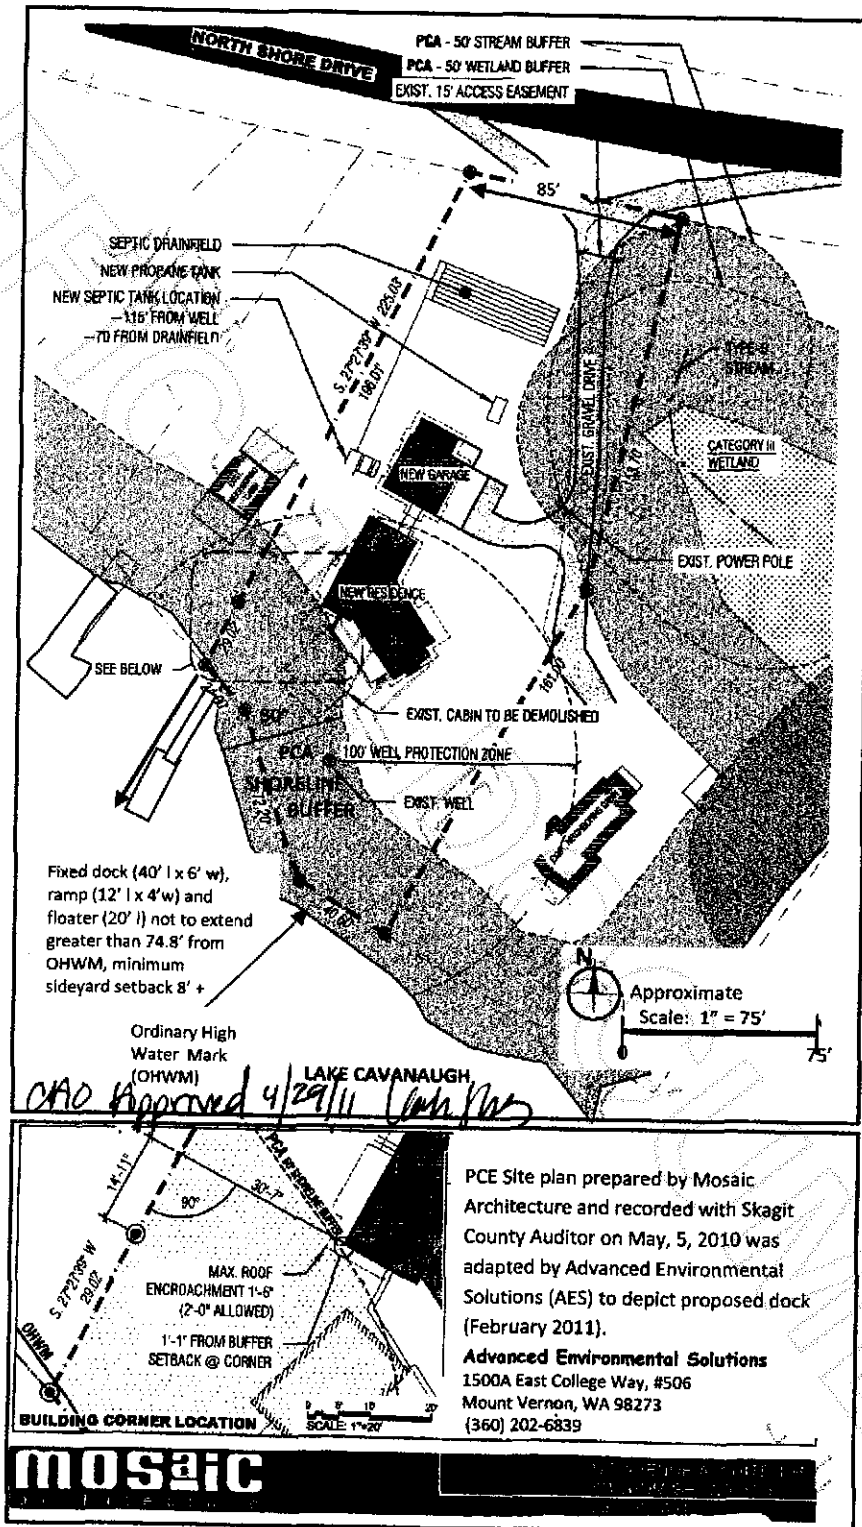 NORTH SHORE DRIVE
PCA - 50' STREAM BUFFER
PCA - 50' WETLAND BUFFER
EXIST. 15' ACCESS EASEMENT
85'
SEPTIC DRAINFIELD
NEW PROPANE TANK
NEW SEPTIC TANK LOCATION
—115' FROM WELL
—70 FROM DRAINFIELD
S. 27°27'39" W 225.03'
196.01'
STREAM
EXIST. GRAVEL DRIVE
CATEGORY III
WETLAND
NEW GARAGE
EXIST. POWER POLE
NEW RESIDENCE
SEE BELOW
161.00
EXIST. CABIN TO BE DEMOLISHED
PCA
SHORELINE
BUFFER
100' WELL PROTECTION ZONE
EXIST. WELL
40.60
Fixed dock (40' l x 6' w),
ramp (12' l x 4'w) and
floater (20' l) not to extend
greater than 74.8' from
OHWM, minimum
sideyard setback 8' +
N
Approximate
Scale: 1" = 75'
0
75'
Ordinary High
Water Mark
(OHWM)
LAKE CAVANAUGH
CAO Approved 4/29/11
14'-11"
90°
30'-7"
S. 27°27'39" W
29.02
OHWM
MAX. ROOF
ENCROACHMENT 1'-6"
(2'-0" ALLOWED)
1'-1" FROM BUFFER
SETBACK @ CORNER
BUILDING CORNER LOCATION
SCALE: 1"=20'
PCE Site plan prepared by Mosaic
Architecture and recorded with Skagit
County Auditor on May, 5, 2010 was
adapted by Advanced Environmental
Solutions (AES) to depict proposed dock
(February 2011).
Advanced Environmental Solutions
1500A East College Way, #506
Mount Vernon, WA 98273
(360) 202-6839
mosaic